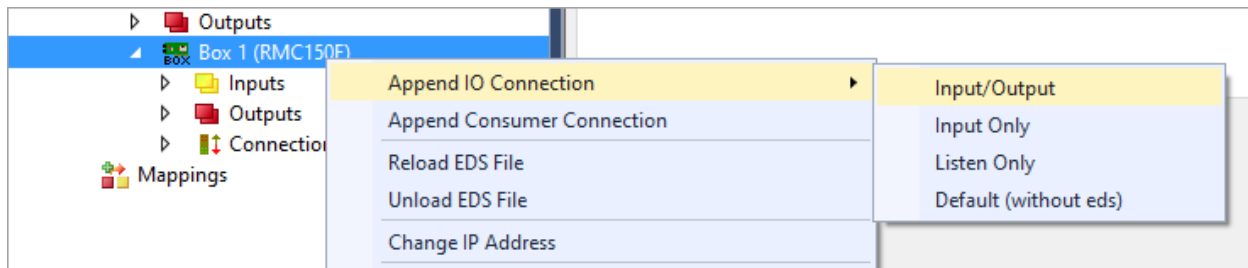 Outputs
BOX Box 1 (RMC150E)
Inputs
Outputs
Connection
Mappings
Append IO Connection
Append Consumer Connection
Reload EDS File
Unload EDS File
Change IP Address
Input/Output
Input Only
Listen Only
Default (without eds)